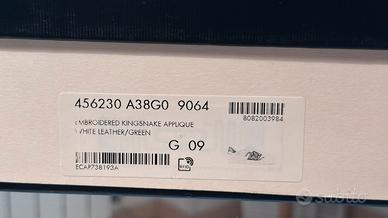 456230 A38G0 9064
EMBROIDERED KINGSNAKE APPLIQUE
WHITE LEATHER/GREEN
8082003984
G 09
ECAP738193A
subito